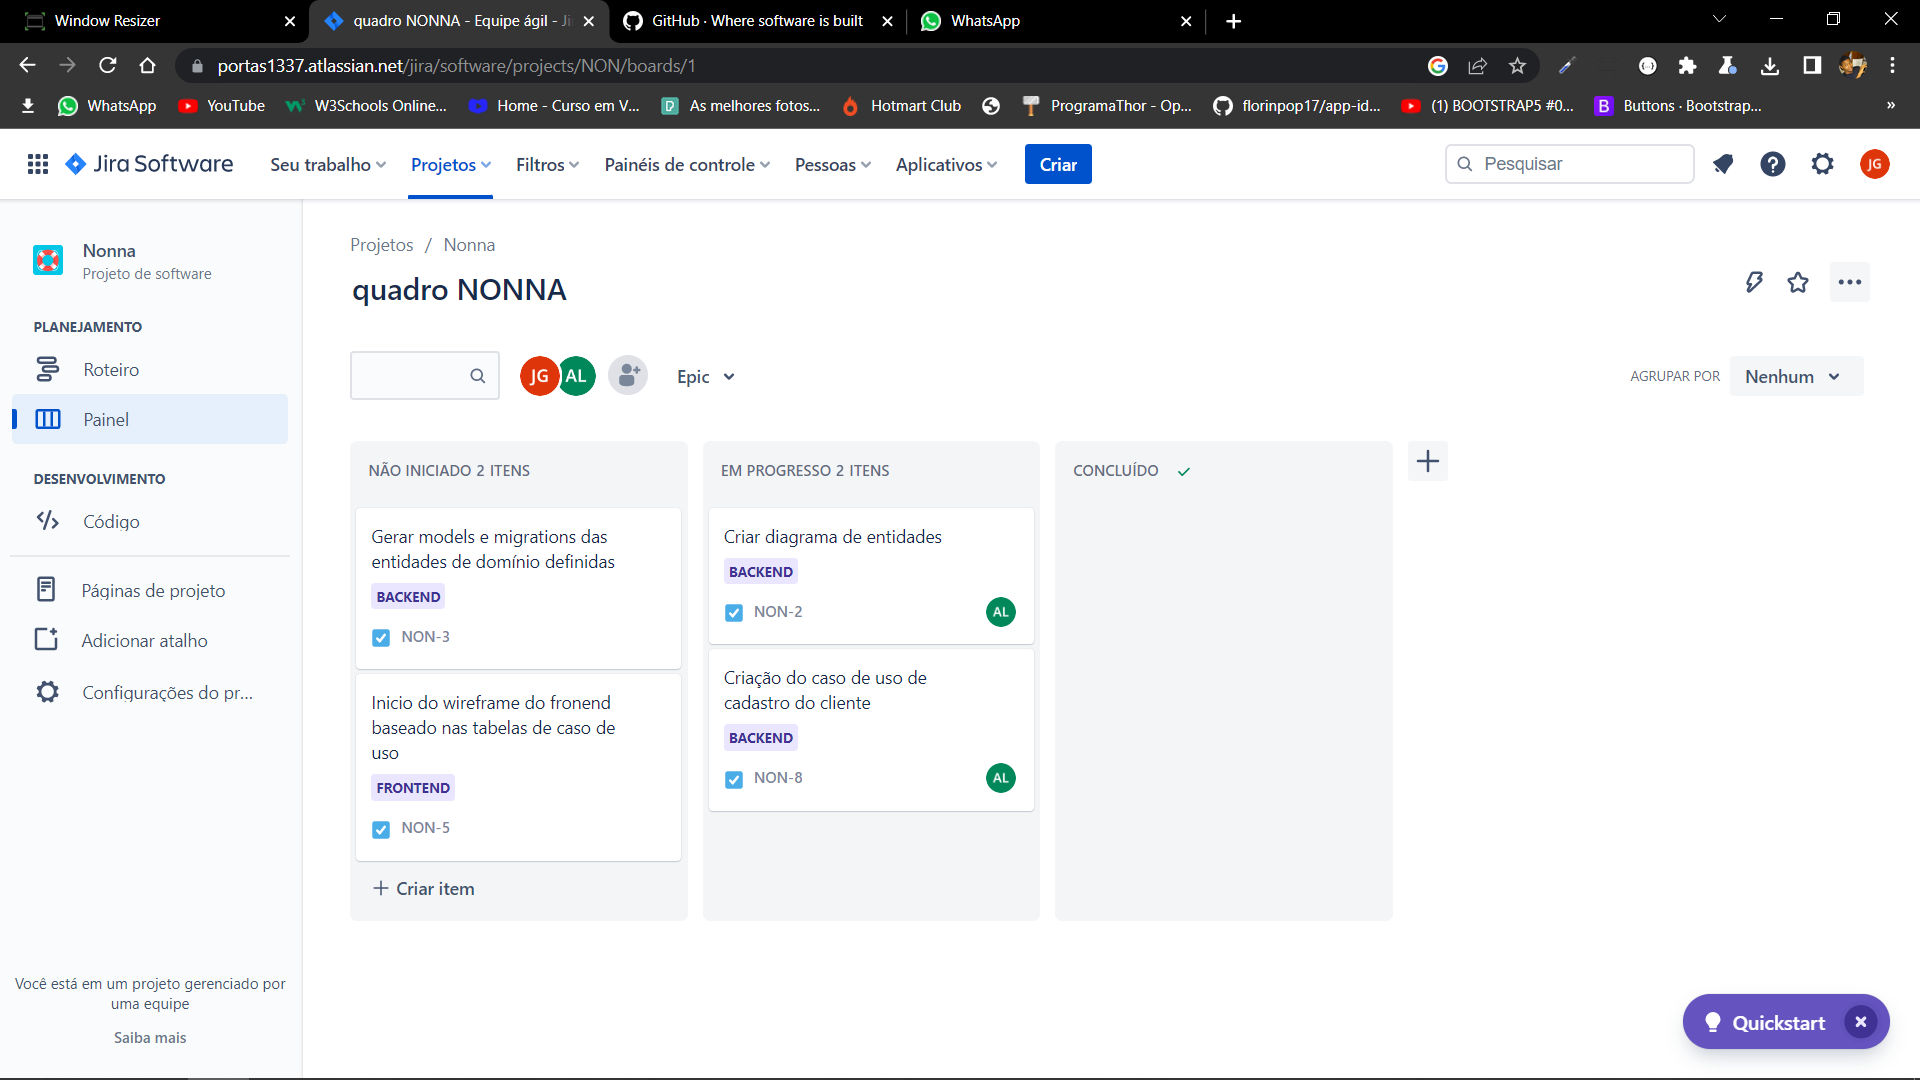 Window Resizer
quadro NONNA - Equipe ágil - Ji
GitHub · Where software is built
WhatsApp
portas1337.atlassian.net/jira/software/projects/NON/boards/1
WhatsApp
YouTube
W3Schools Online...
Home - Curso em V...
As melhores fotos...
Hotmart Club
ProgramaThor - Op...
florinpop17/app-id...
(1) BOOTSTRAP5 #0...
B
Buttons · Bootstrap...
»
Jira Software
Seu trabalho
Projetos
Filtros
Painéis de controle
Pessoas
Aplicativos
Criar
Pesquisar
JG
Nonna
Projeto de software
PLANEJAMENTO
Roteiro
Painel
DESENVOLVIMENTO
Código
Páginas de projeto
Adicionar atalho
Configurações do pr...
Você está em um projeto gerenciado por
uma equipe
Saiba mais
Projetos / Nonna
quadro NONNA
JG
AL
Epic
AGRUPAR POR
Nenhum
NÃO INICIADO 2 ITENS
Gerar models e migrations das
entidades de domínio definidas
BACKEND
NON-3
Inicio do wireframe do fronend
baseado nas tabelas de caso de
uso
FRONTEND
NON-5
Criar item
EM PROGRESSO 2 ITENS
Criar diagrama de entidades
BACKEND
NON-2
AL
Criação do caso de uso de
cadastro do cliente
BACKEND
NON-8
AL
CONCLUÍDO
Quickstart